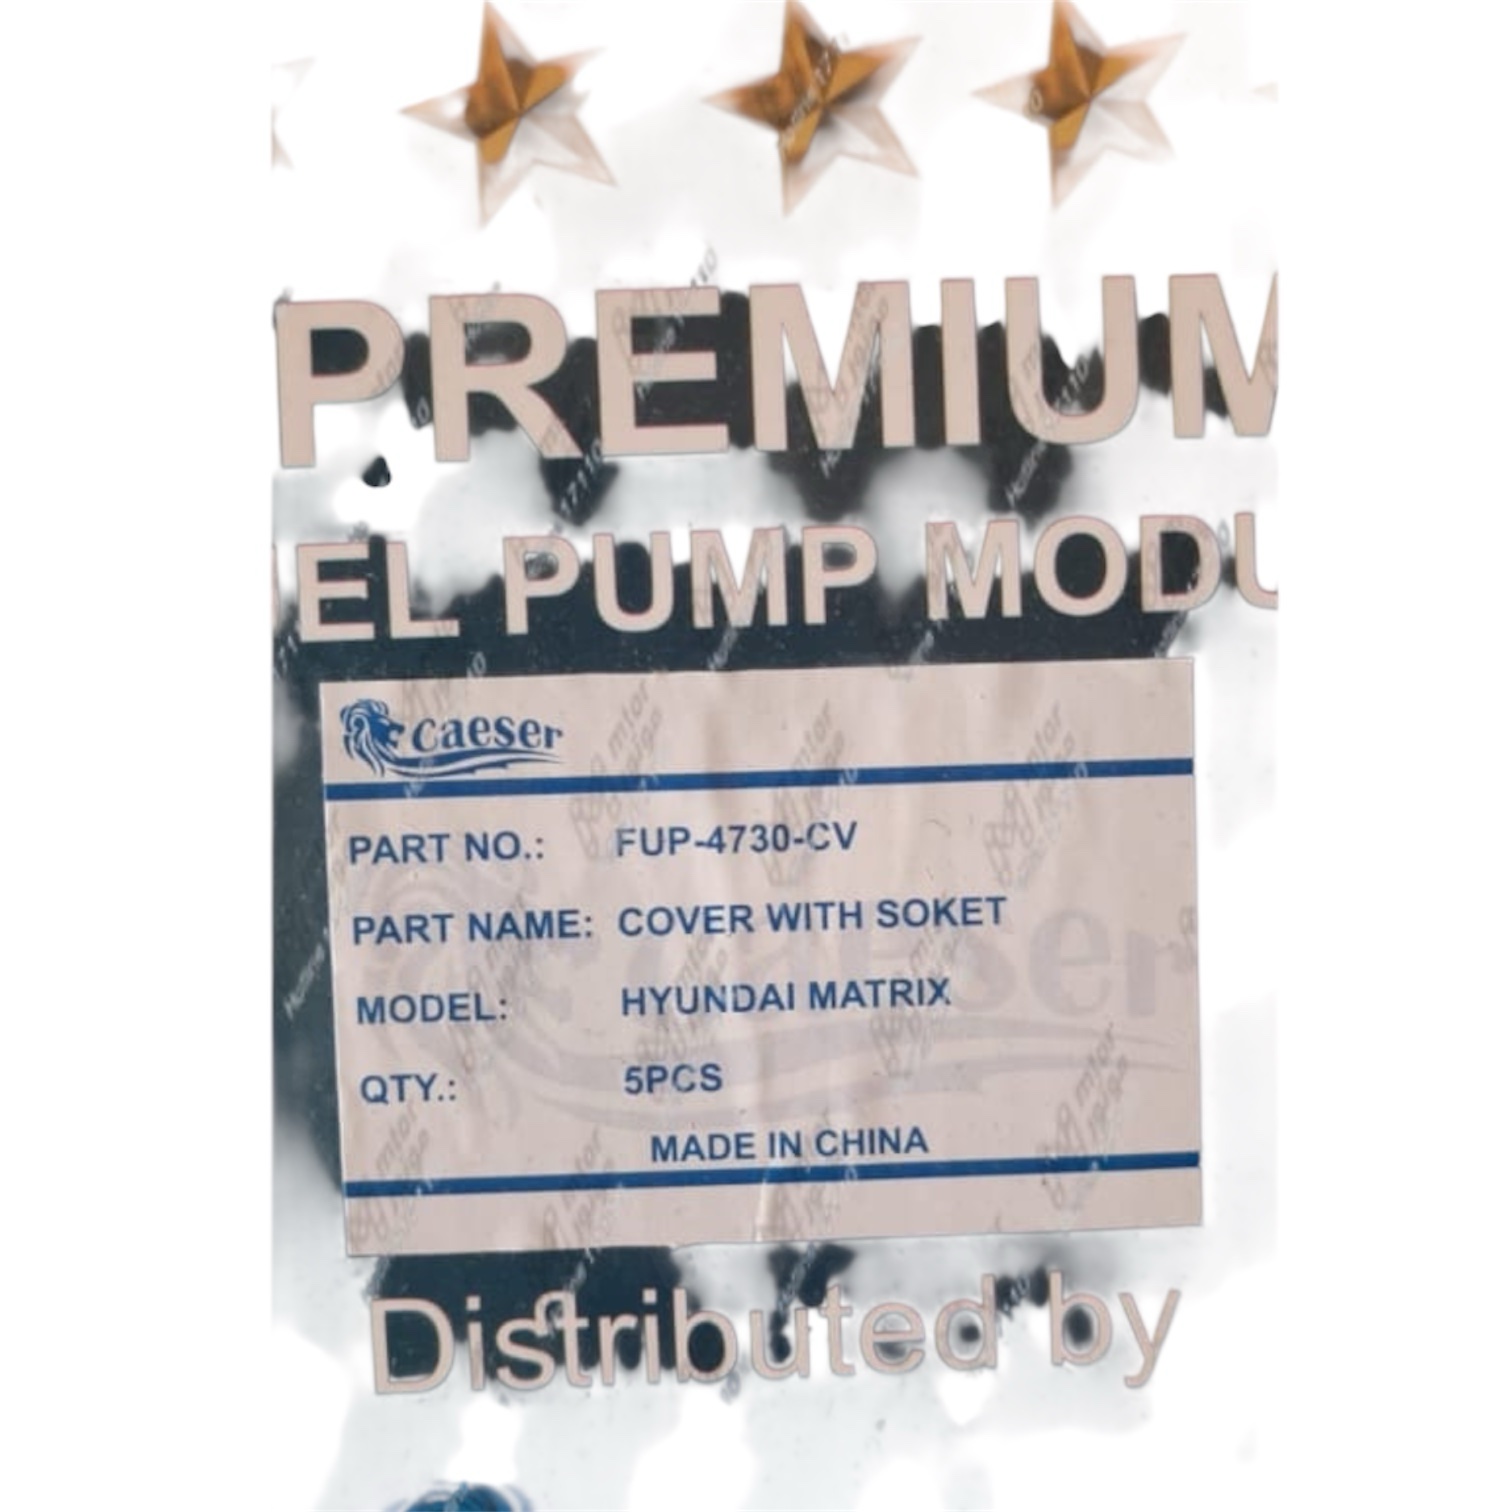 PREMIUM
EL PUMP MODU
caeser
PART NO.: FUP-4730-CV
PART NAME: COVER WITH SOKET
MODEL: HYUNDAI MATRIX
QTY.: 5PCS
MADE IN CHINA
Distributed by